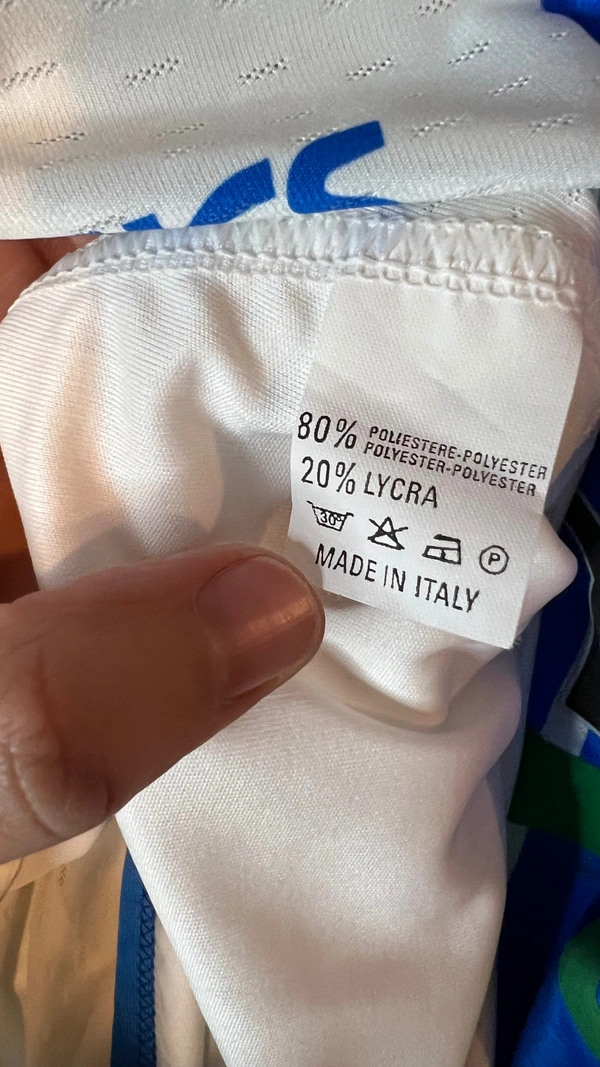 80% POLIESTERE-POLYESTER
POLYESTER-POLYESTER
20% LYCRA
30°
P
MADE IN ITALY